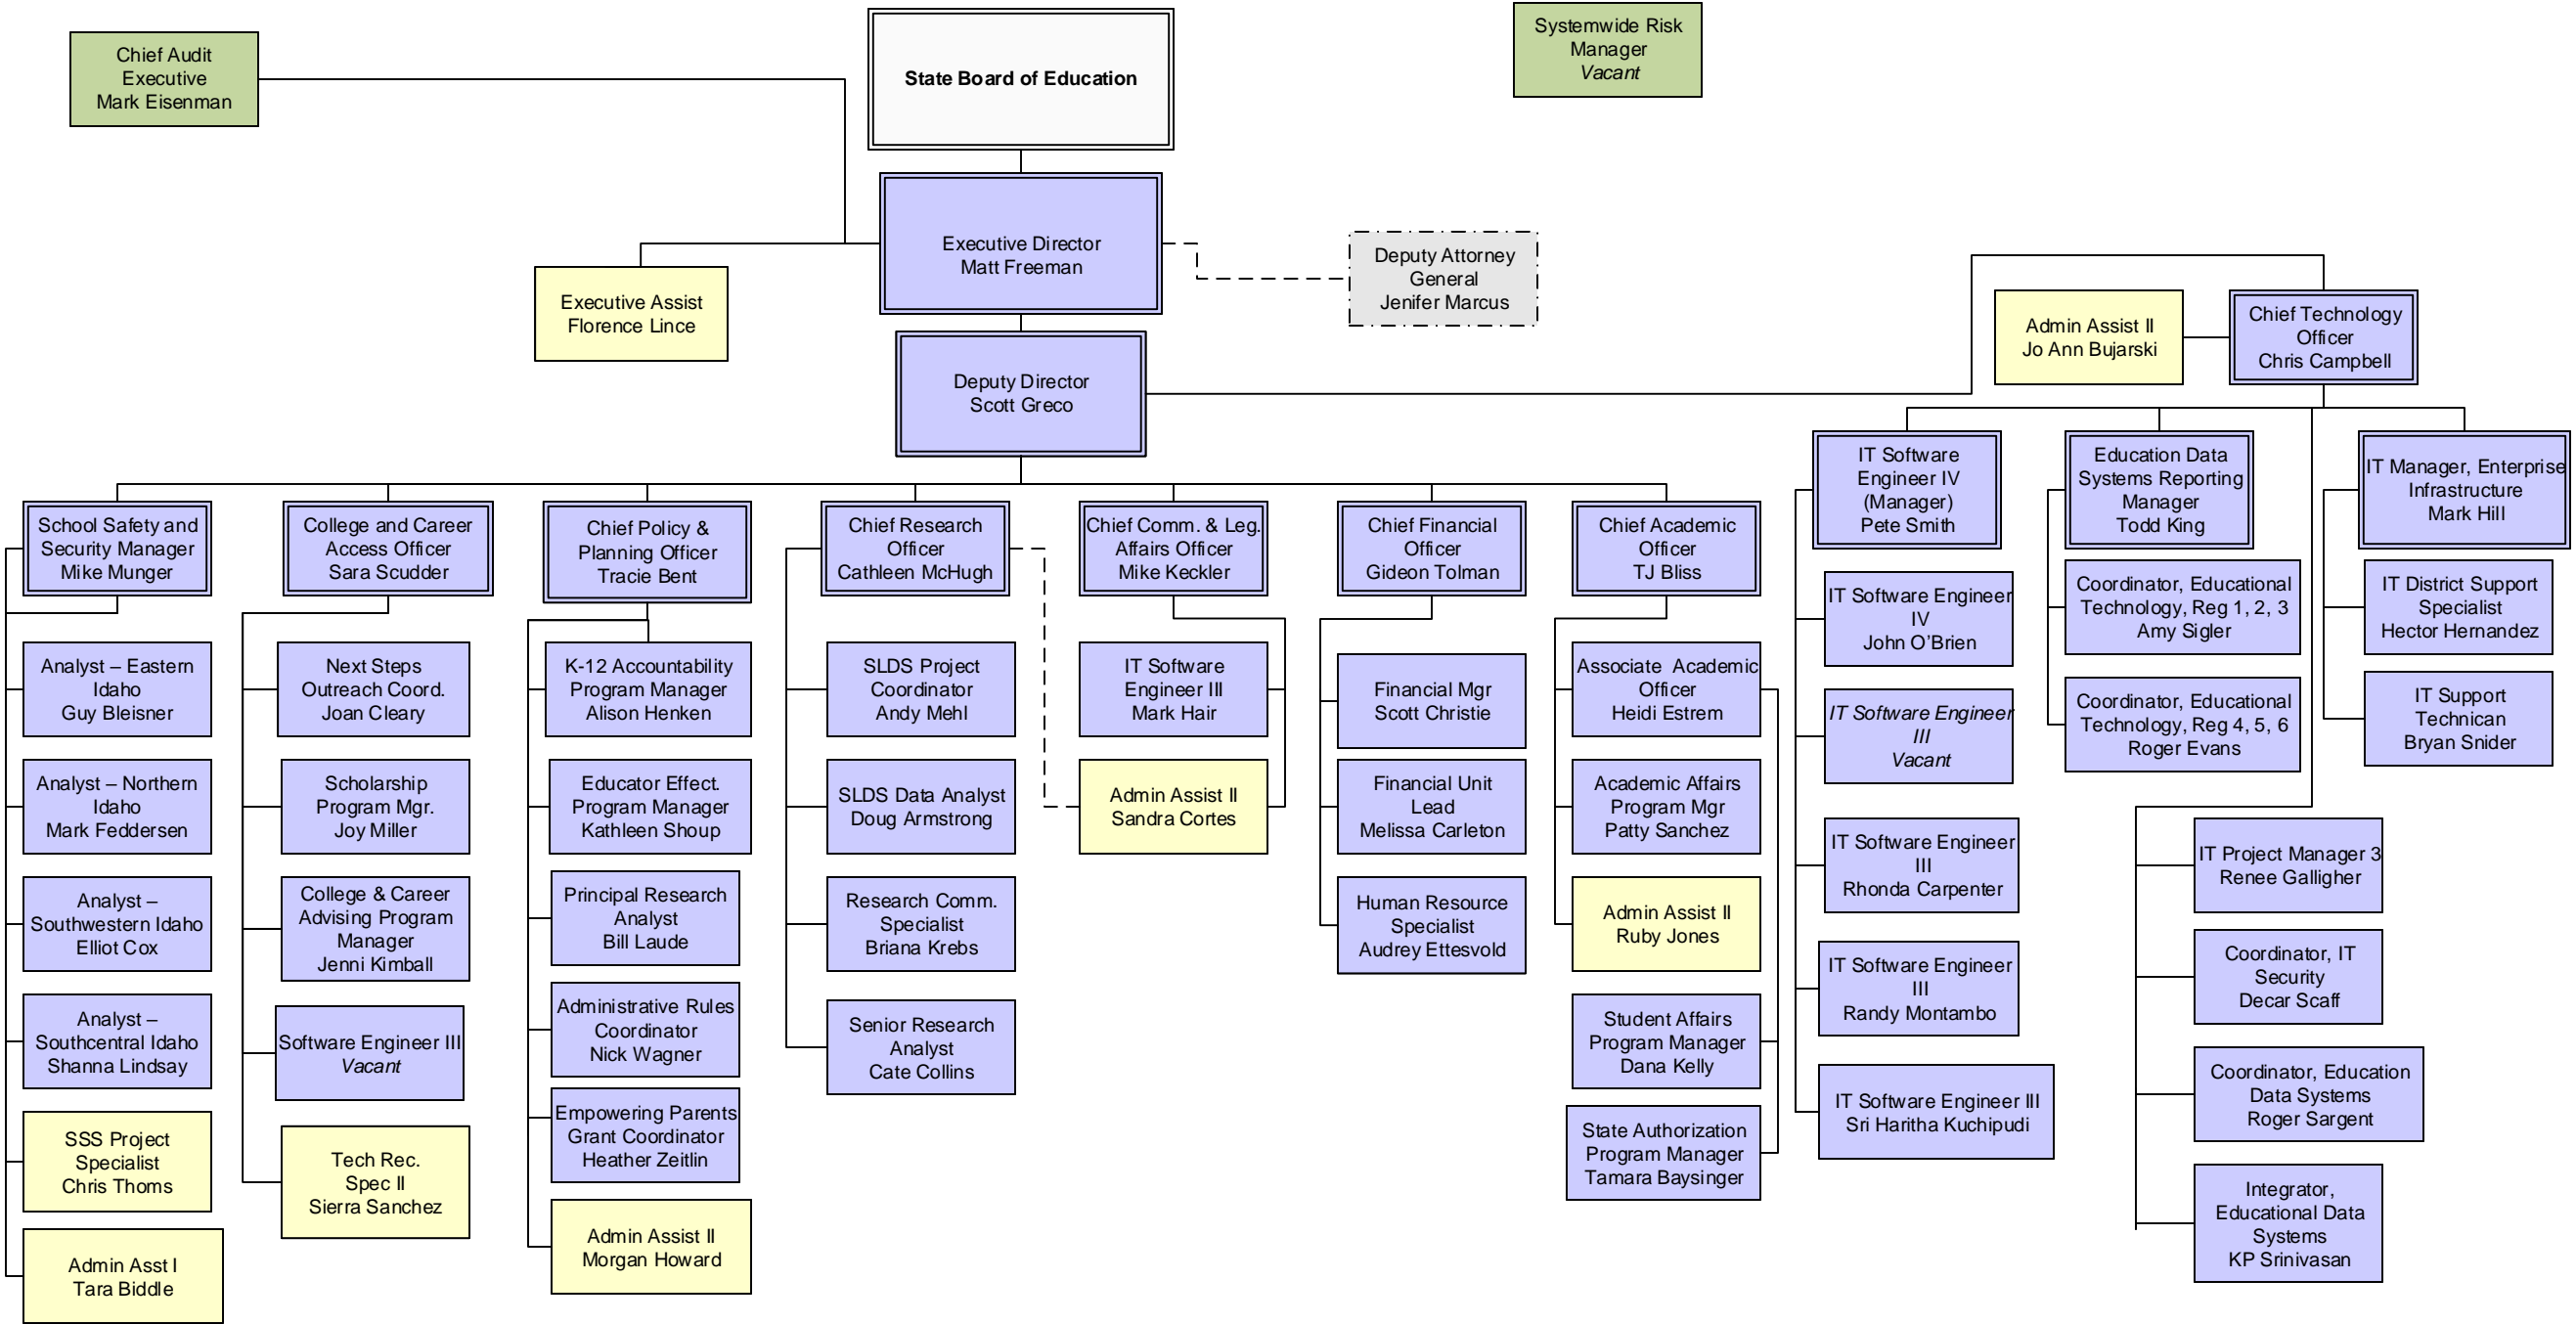 Chief Audit
Executive
Mark Eisenman
State Board of Education
Systemwide Risk
Manager
Vacant
Executive Director
Matt Freeman
Deputy Attorney
General
Jenifer Marcus
Executive Assist
Florence Lince
Admin Assist II
Jo Ann Bujarski
Chief Technology
Officer
Chris Campbell
Deputy Director
Scott Greco
School Safety and
Security Manager
Mike Munger
College and Career
Access Officer
Sara Scudder
Chief Policy &
Planning Officer
Tracie Bent
Chief Research
Officer
Cathleen McHugh
Chief Comm. & Leg.
Affairs Officer
Mike Keckler
Chief Financial
Officer
Gideon Tolman
Chief Academic
Officer
TJ Bliss
IT Software
Engineer IV
(Manager)
Pete Smith
Education Data
Systems Reporting
Manager
Todd King
IT Manager, Enterprise
Infrastructure
Mark Hill
Analyst – Eastern
Idaho
Guy Bleisner
Analyst – Northern
Idaho
Mark Feddersen
Analyst –
Southwestern Idaho
Elliot Cox
Analyst –
Southcentral Idaho
Shanna Lindsay
SSS Project
Specialist
Chris Thoms
Admin Asst I
Tara Biddle
Next Steps
Outreach Coord.
Joan Cleary
Scholarship
Program Mgr.
Joy Miller
College & Career
Advising Program
Manager
Jenni Kimball
Software Engineer III
Vacant
Tech Rec.
Spec II
Sierra Sanchez
K-12 Accountability
Program Manager
Alison Henken
Educator Effect.
Program Manager
Kathleen Shoup
Principal Research
Analyst
Bill Laude
Administrative Rules
Coordinator
Nick Wagner
Empowering Parents
Grant Coordinator
Heather Zeitlin
Admin Assist II
Morgan Howard
SLDS Project
Coordinator
Andy Mehl
SLDS Data Analyst
Doug Armstrong
Research Comm.
Specialist
Briana Krebs
Senior Research
Analyst
Cate Collins
IT Software
Engineer III
Mark Hair
Admin Assist II
Sandra Cortes
Financial Mgr
Scott Christie
Financial Unit
Lead
Melissa Carleton
Human Resource
Specialist
Audrey Ettesvold
Associate Academic
Officer
Heidi Estrem
Academic Affairs
Program Mgr
Patty Sanchez
Admin Assist II
Ruby Jones
Student Affairs
Program Manager
Dana Kelly
State Authorization
Program Manager
Tamara Baysinger
IT Software Engineer
IV
John O’Brien
IT Software Engineer
III
Vacant
IT Software Engineer
III
Rhonda Carpenter
IT Software Engineer
III
Randy Montambo
IT Software Engineer III
Sri Haritha Kuchipudi
Coordinator, Educational
Technology, Reg 1, 2, 3
Amy Sigler
Coordinator, Educational
Technology, Reg 4, 5, 6
Roger Evans
IT District Support
Specialist
Hector Hernandez
IT Support
Technican
Bryan Snider
IT Project Manager 3
Renee Galligher
Coordinator, IT
Security
Decar Scaff
Coordinator, Education
Data Systems
Roger Sargent
Integrator,
Educational Data
Systems
KP Srinivasan